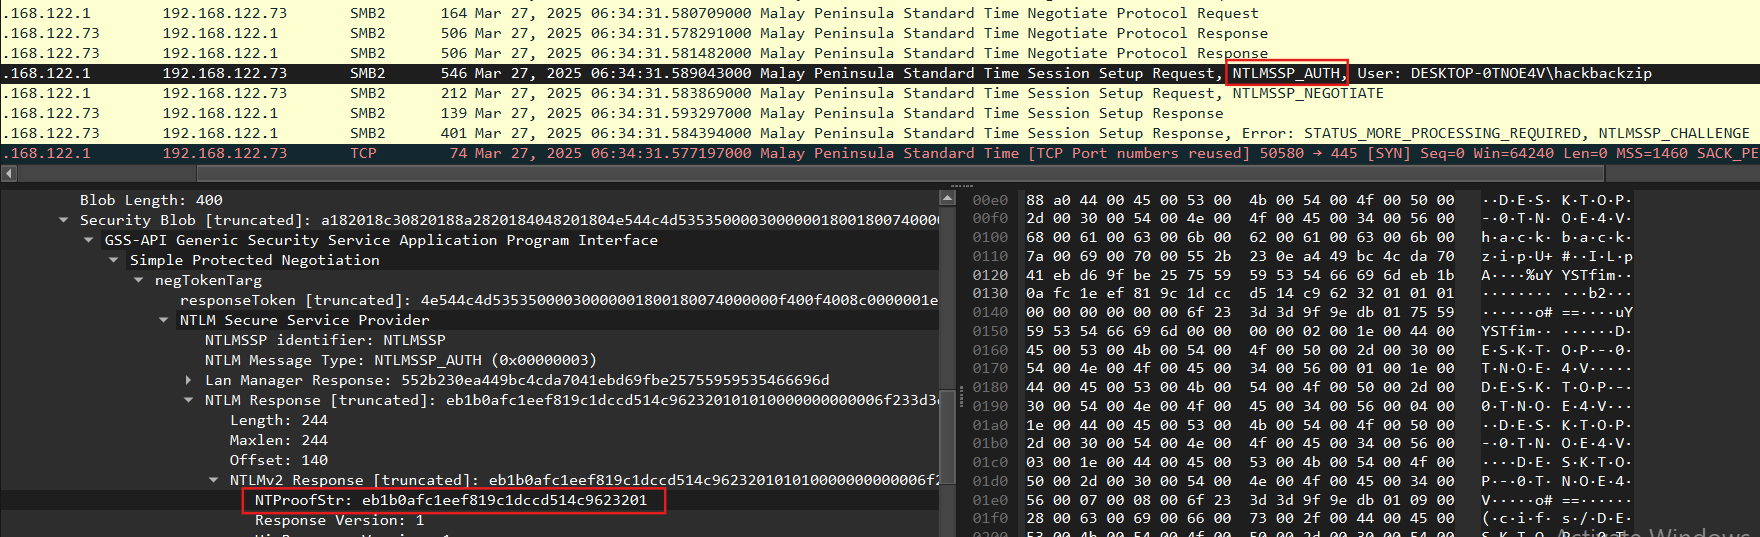 .168.122.1 192.168.122.73 SMB2 164 Mar 27, 2025 06:34:31.580709000 Malay Peninsula Standard Time Negotiate Protocol Request
.168.122.73 192.168.122.1 SMB2 506 Mar 27, 2025 06:34:31.578291000 Malay Peninsula Standard Time Negotiate Protocol Response
.168.122.73 192.168.122.1 SMB2 506 Mar 27, 2025 06:34:31.581482000 Malay Peninsula Standard Time Negotiate Protocol Response
.168.122.1 192.168.122.73 SMB2 546 Mar 27, 2025 06:34:31.589043000 Malay Peninsula Standard Time Session Setup Request, NTLMSSP_AUTH, User: DESKTOP-0TNOE4V\hackbackzip
.168.122.1 192.168.122.73 SMB2 212 Mar 27, 2025 06:34:31.583869000 Malay Peninsula Standard Time Session Setup Request, NTLMSSP_NEGOTIATE
.168.122.73 192.168.122.1 SMB2 139 Mar 27, 2025 06:34:31.593297000 Malay Peninsula Standard Time Session Setup Response
.168.122.73 192.168.122.1 SMB2 401 Mar 27, 2025 06:34:31.584394000 Malay Peninsula Standard Time Session Setup Response, Error: STATUS_MORE_PROCESSING_REQUIRED, NTLMSSP_CHALLENGE
.168.122.1 192.168.122.73 TCP 74 Mar 27, 2025 06:34:31.577197000 Malay Peninsula Standard Time [TCP Port numbers reused] 50580 → 445 [SYN] Seq=0 Win=64240 Len=0 MSS=1460 SACK_PE
Blob Length: 400
Security Blob [truncated]: a182018c30820188a2820184048201804e544c4d535350000300000018001800740000
GSS-API Generic Security Service Application Program Interface
Simple Protected Negotiation
negTokenTarg
responseToken [truncated]: 4e544c4d53535000030000001800180074000000f400f4008c0000001e
NTLM Secure Service Provider
NTLMSSP identifier: NTLMSSP
NTLM Message Type: NTLMSSP_AUTH (0x00000003)
Lan Manager Response: 552b230ea449bc4cda7041ebd69fbe25755959535466696d
NTLM Response [truncated]: eb1b0afc1eef819c1dccd514c962320101010000000000006f233d3d
Length: 244
Maxlen: 244
Offset: 140
NTLMv2 Response [truncated]: eb1b0afc1eef819c1dccd514c962320101010000000000006f2
NTProofStr: eb1b0afc1eef819c1dccd514c9623201
Response Version: 1
00e0 88 a0 44 00 45 00 53 00 4b 00 54 00 4f 00 50 00 ··D·E·S· K·T·O·P·
00f0 2d 00 30 00 54 00 4e 00 4f 00 45 00 34 00 56 00 -·0·T·N· O·E·4·V·
0100 68 00 61 00 63 00 6b 00 62 00 61 00 63 00 6b 00 h·a·c·k· b·a·c·k·
0110 7a 00 69 00 70 00 55 2b 23 0e a4 49 bc 4c da 70 z·i·p·U+ #··I·L·p
0120 41 eb d6 9f be 25 75 59 59 53 54 66 69 6d eb 1b A····%uY YSTfim··
0130 0a fc 1e ef 81 9c 1d cc d5 14 c9 62 32 01 01 01 ········ ···b2···
0140 00 00 00 00 00 00 6f 23 3d 3d 9f 9e db 01 75 59 ······o# ==····uY
0150 59 53 54 66 69 6d 00 00 00 00 02 00 1e 00 44 00 YSTfim·· ······D·
0160 45 00 53 00 4b 00 54 00 4f 00 50 00 2d 00 30 00 E·S·K·T· O·P·-·0·
0170 54 00 4e 00 4f 00 45 00 34 00 56 00 01 00 1e 00 T·N·O·E· 4·V·····
0180 44 00 45 00 53 00 4b 00 54 00 4f 00 50 00 2d 00 D·E·S·K· T·O·P·-·
0190 30 00 54 00 4e 00 4f 00 45 00 34 00 56 00 04 00 0·T·N·O· E·4·V···
01a0 1e 00 44 00 45 00 53 00 4b 00 54 00 4f 00 50 00 ··D·E·S· K·T·O·P·
01b0 2d 00 30 00 54 00 4e 00 4f 00 45 00 34 00 56 00 -·0·T·N· O·E·4·V·
01c0 03 00 1e 00 44 00 45 00 53 00 4b 00 54 00 4f 00 ····D·E· S·K·T·O·
01d0 50 00 2d 00 30 00 54 00 4e 00 4f 00 45 00 34 00 P·-·0·T· N·O·E·4·
01e0 56 00 07 00 08 00 6f 23 3d 3d 9f 9e db 01 09 00 V·····o# ==······
01f0 28 00 63 00 69 00 66 00 73 00 2f 00 44 00 45 00 (·c·i·f· s·/·D·E·